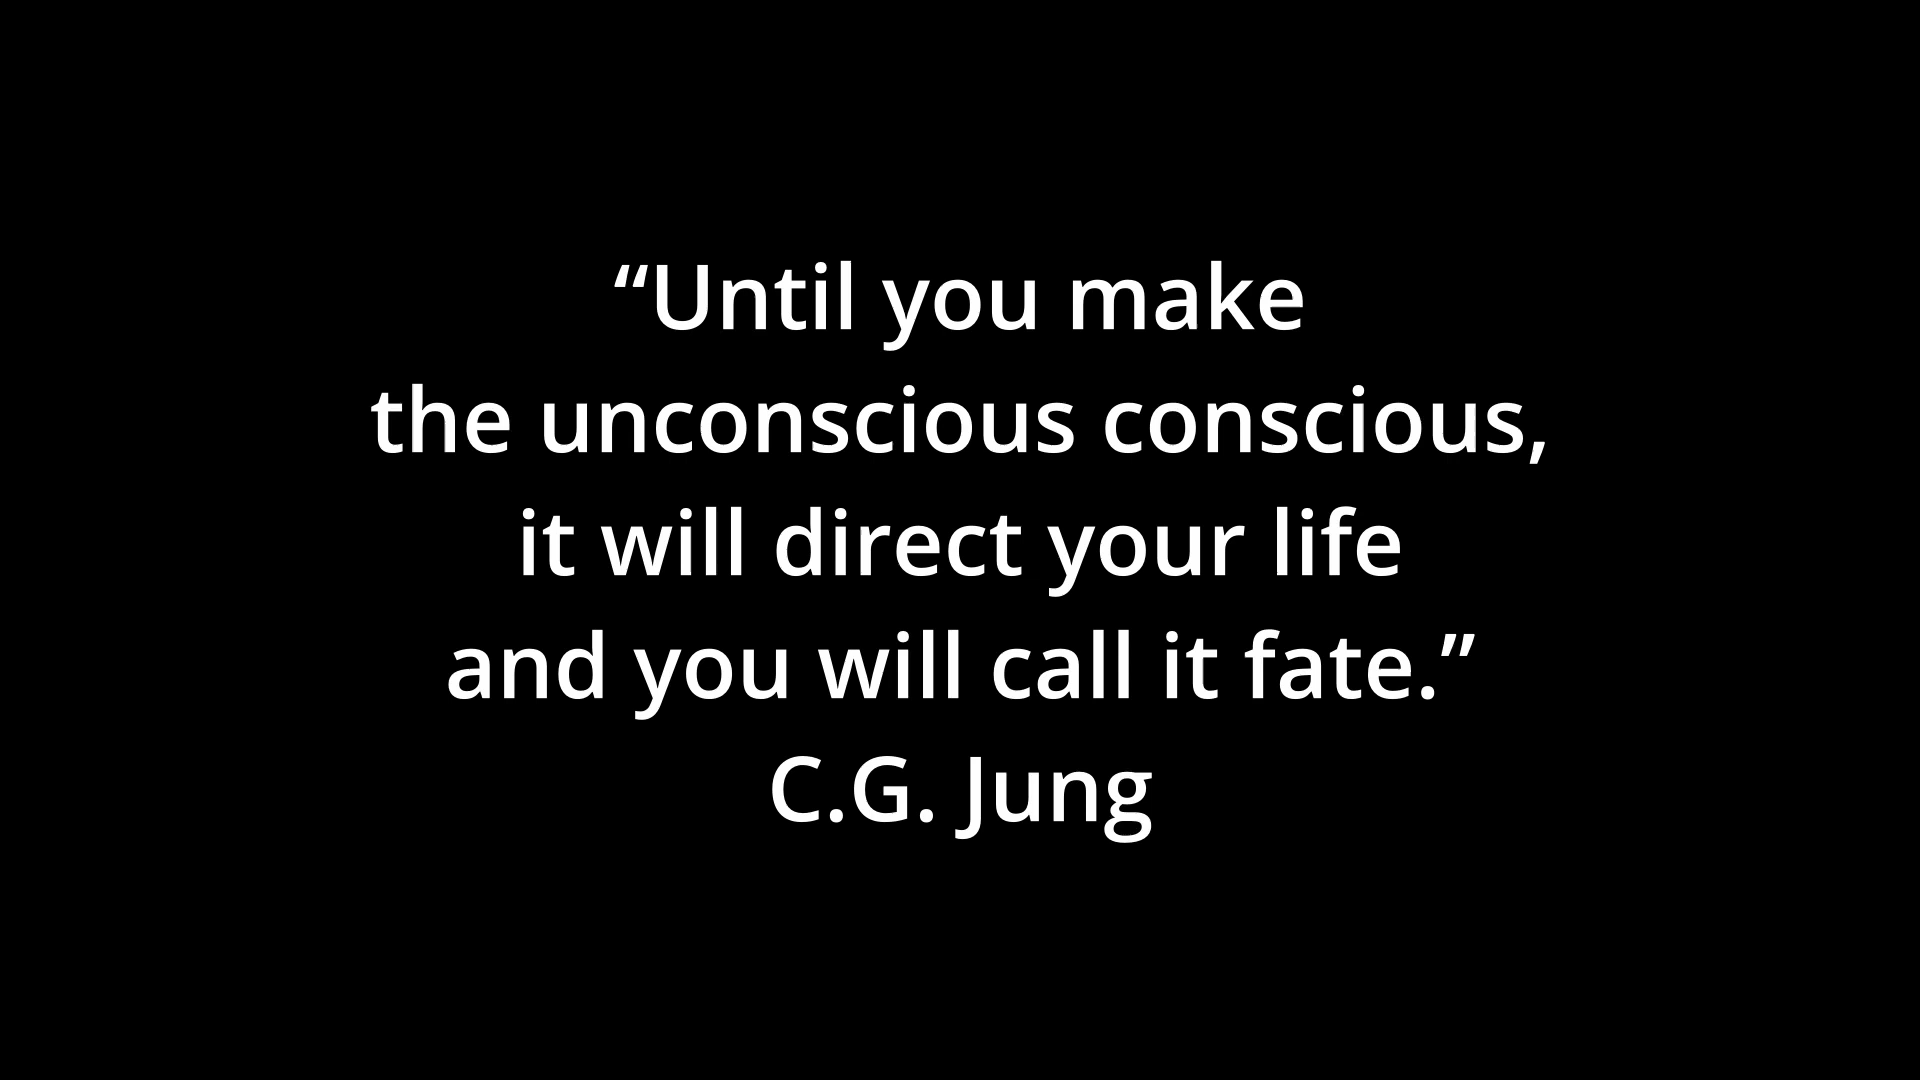 “Until you make
the unconscious conscious,
it will direct your life
and you will call it fate.”
C.G. Jung